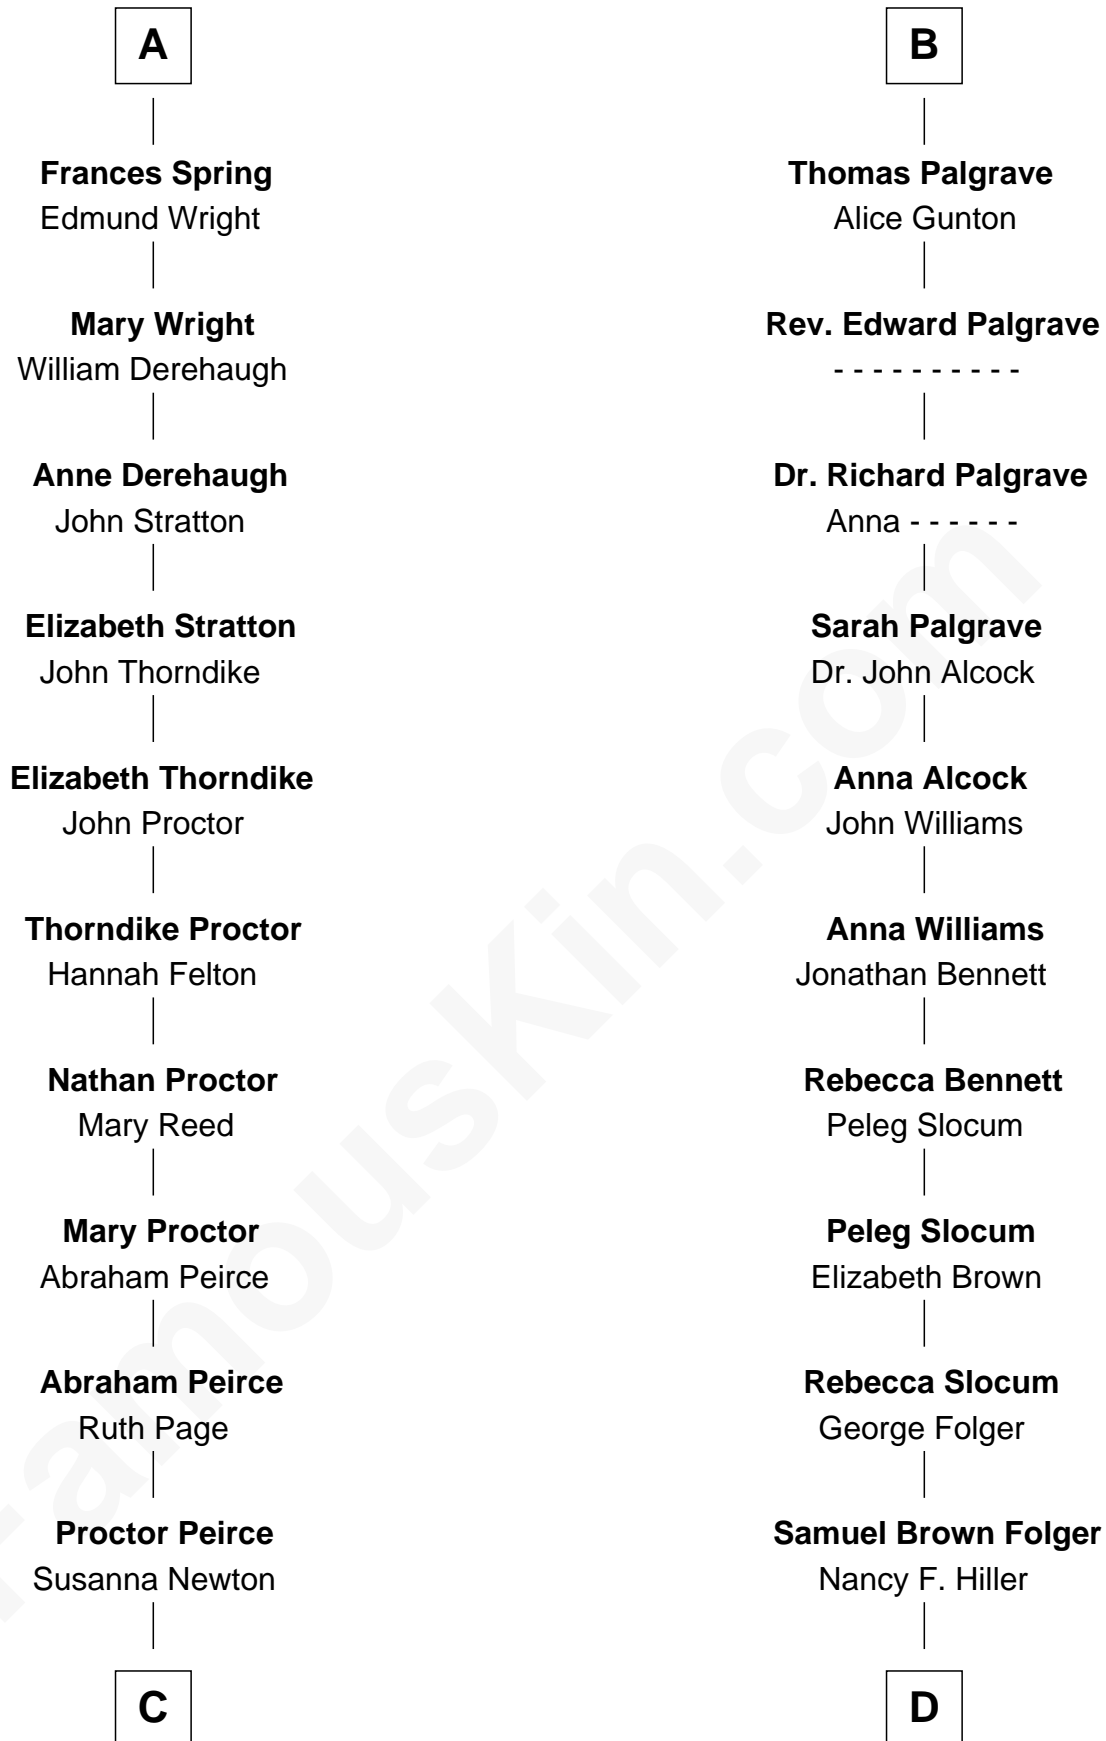 A
Frances Spring
Edmund Wright
Mary Wright
William Derehaugh
Anne Derehaugh
John Stratton
Elizabeth Stratton
John Thorndike
Elizabeth Thorndike
John Proctor
Thorndike Proctor
Hannah Felton
Nathan Proctor
Mary Reed
Mary Proctor
Abraham Peirce
Abraham Peirce
Ruth Page
Proctor Peirce
Susanna Newton
C
B
Thomas Palgrave
Alice Gunton
Rev. Edward Palgrave
- - - - - - - - - -
Dr. Richard Palgrave
Anna - - - - - -
Sarah Palgrave
Dr. John Alcock
Anna Alcock
John Williams
Anna Williams
Jonathan Bennett
Rebecca Bennett
Peleg Slocum
Peleg Slocum
Elizabeth Brown
Rebecca Slocum
George Folger
Samuel Brown Folger
Nancy F. Hiller
D
FamousKin.com